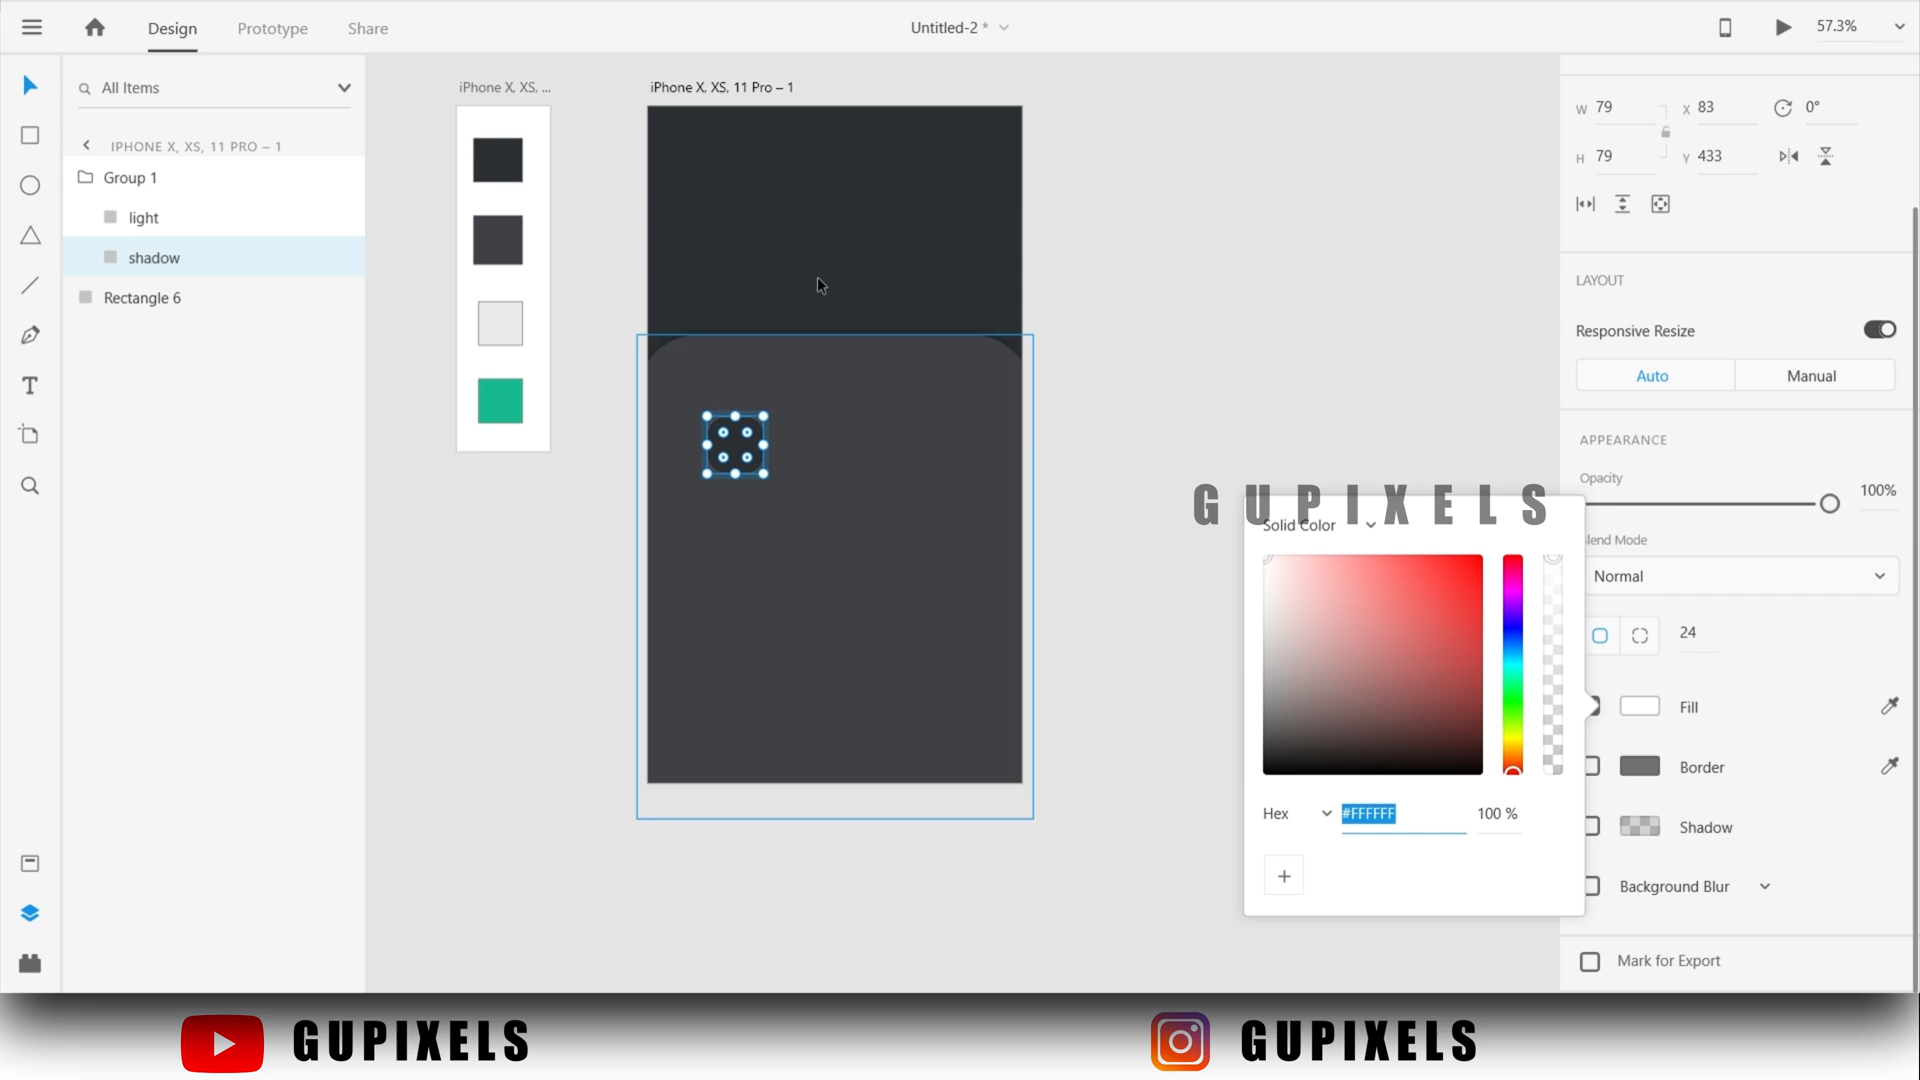 Design
Prototype
Share
Untitled-2 *
57.3%
All Items
IPHONE X, XS, 11 PRO – 1
Group 1
light
shadow
Rectangle 6
iPhone X, XS, ...
iPhone X, XS, 11 Pro – 1
W 79
X 83
0°
H 79
Y 433
LAYOUT
Responsive Resize
Auto
Manual
APPEARANCE
Opacity
100%
Blend Mode
Normal
24
Fill
Border
Shadow
Background Blur
Mark for Export
GUPIXELS
Solid Color
Hex
#FFFFFF
100 %
+
GUPIXELS
GUPIXELS